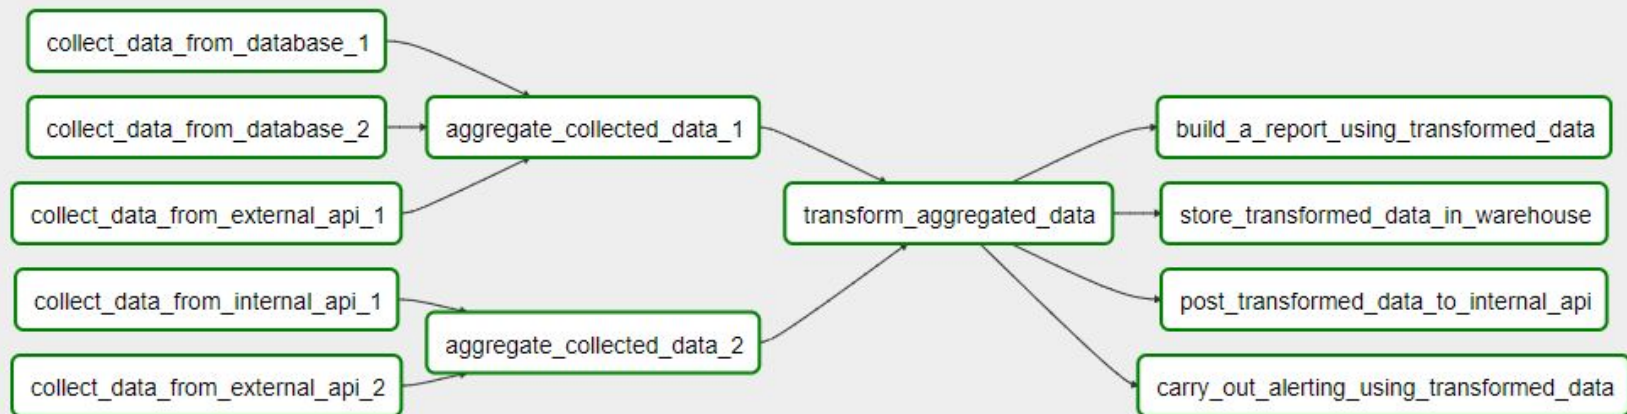 collect_data_from_database_1
collect_data_from_database_2
collect_data_from_external_api_1
collect_data_from_internal_api_1
collect_data_from_external_api_2
aggregate_collected_data_1
aggregate_collected_data_2
transform_aggregated_data
build_a_report_using_transformed_data
store_transformed_data_in_warehouse
post_transformed_data_to_internal_api
carry_out_alerting_using_transformed_data